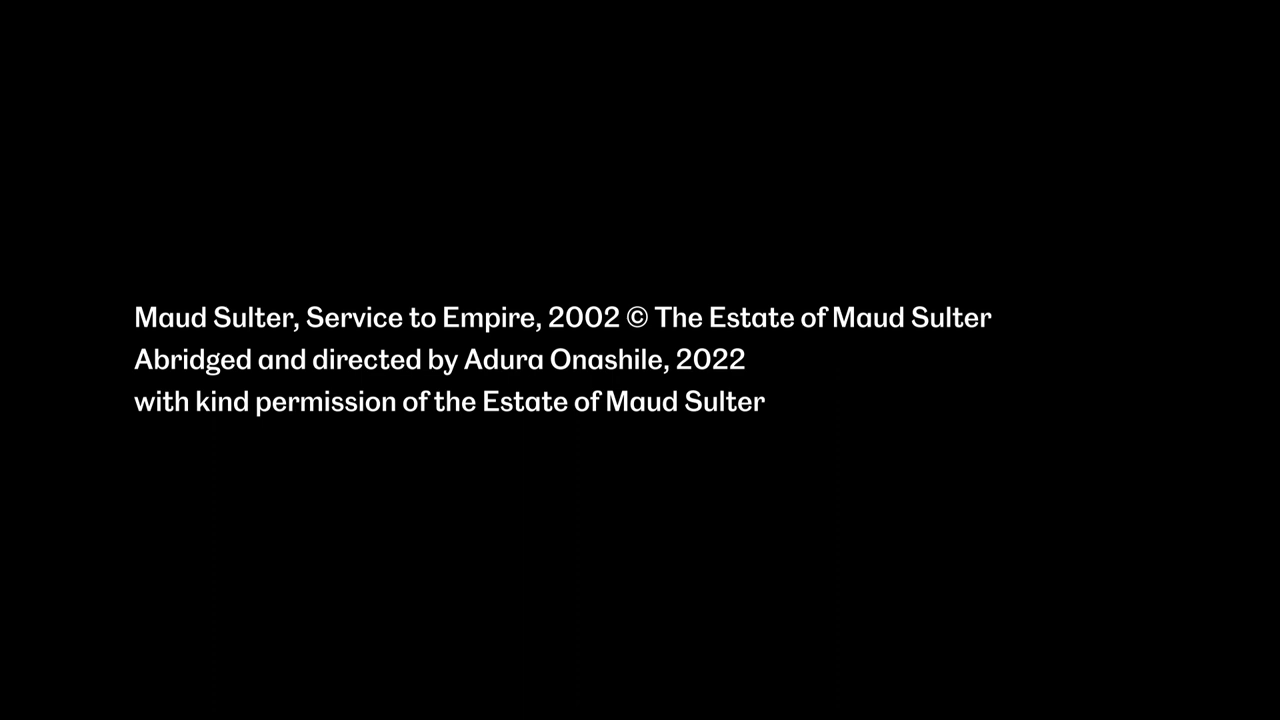 Maud Sulter, Service to Empire, 2002 © The Estate of Maud Sulter
Abridged and directed by Adura Onashile, 2022
with kind permission of the Estate of Maud Sulter